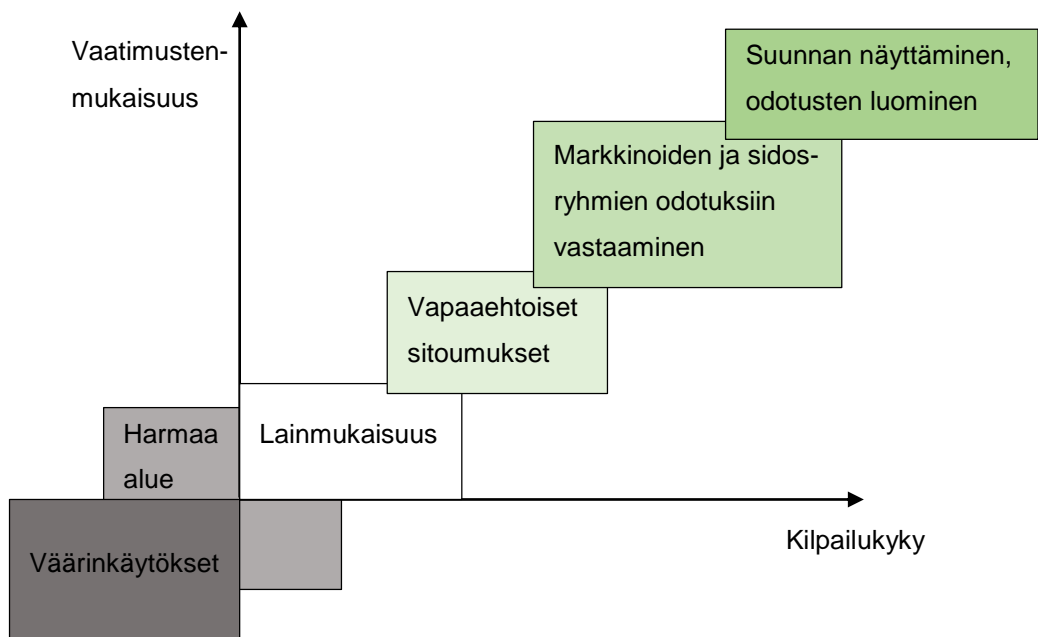 Vaatimusten-
mukaisuus
Suunnan näyttäminen,
odotusten luominen
Markkinoiden ja sidos-
ryhmien odotuksiin
vastaaminen
Vapaaehtoiset
sitoumukset
Harmaa
alue
Lainmukaisuus
Kilpailukyky
Väärinkäytökset